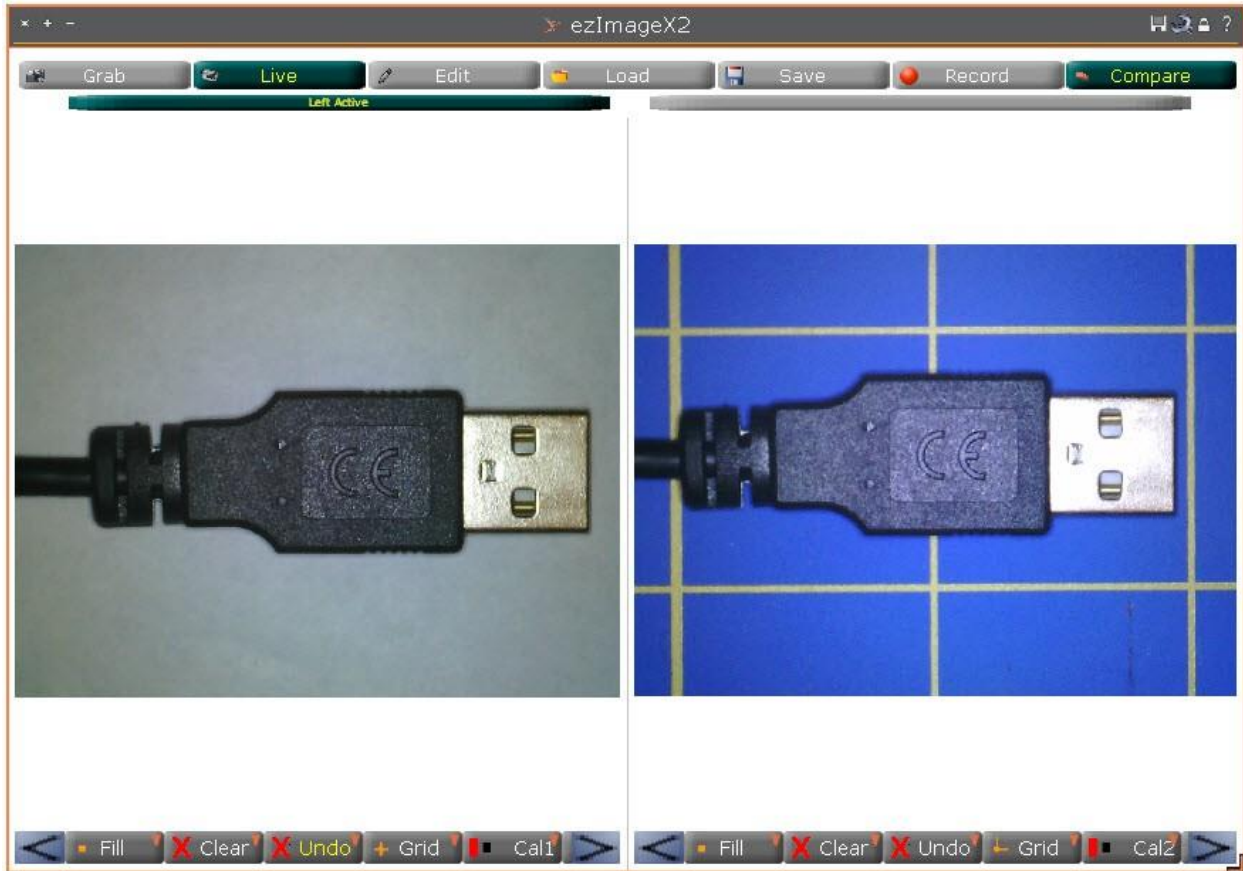 ezImageX2 ?
Grab Live Edit Load Save Record Compare
Left Active
CE CE
< Fill X Clear X Undo Grid Cal1 > < Fill X Clear X Undo Grid Cal2 >